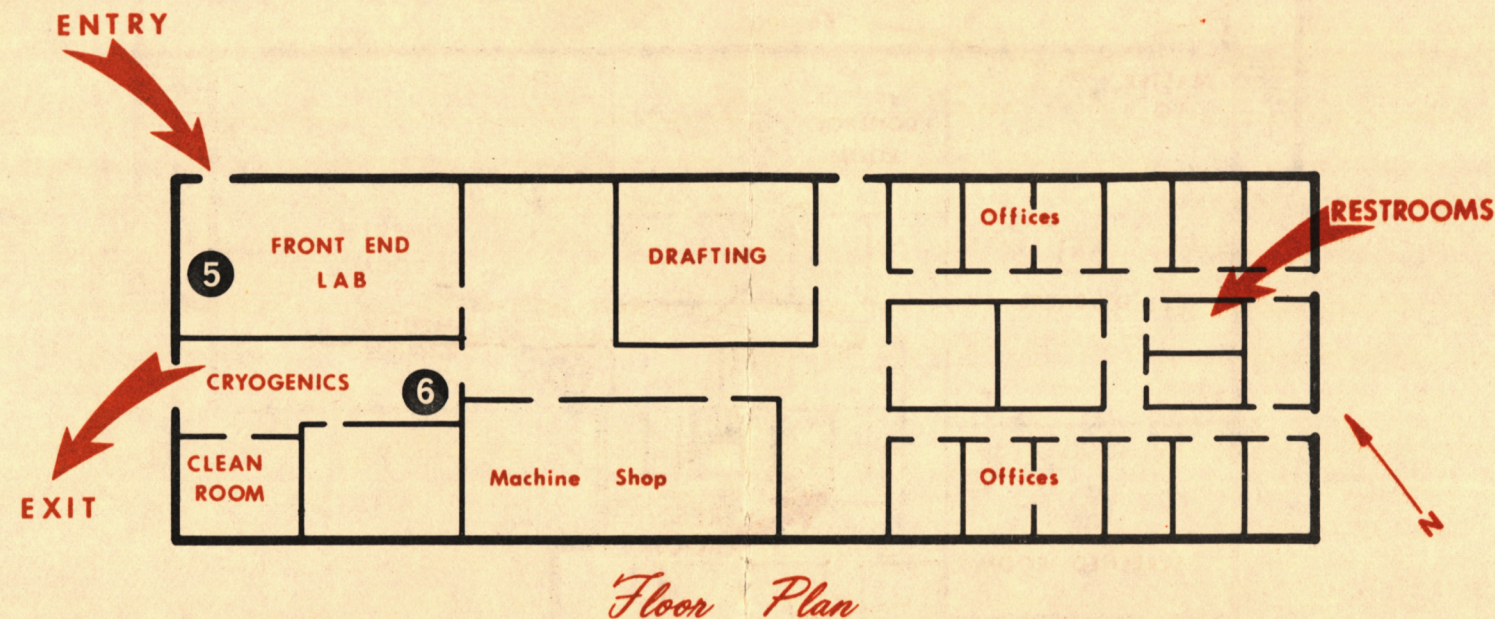 ENTRY
RESTROOMS
Offices
FRONT END
LAB
DRAFTING
5
CRYOGENICS
6
CLEAN
ROOM
Machine Shop
Offices
EXIT
N
Floor Plan